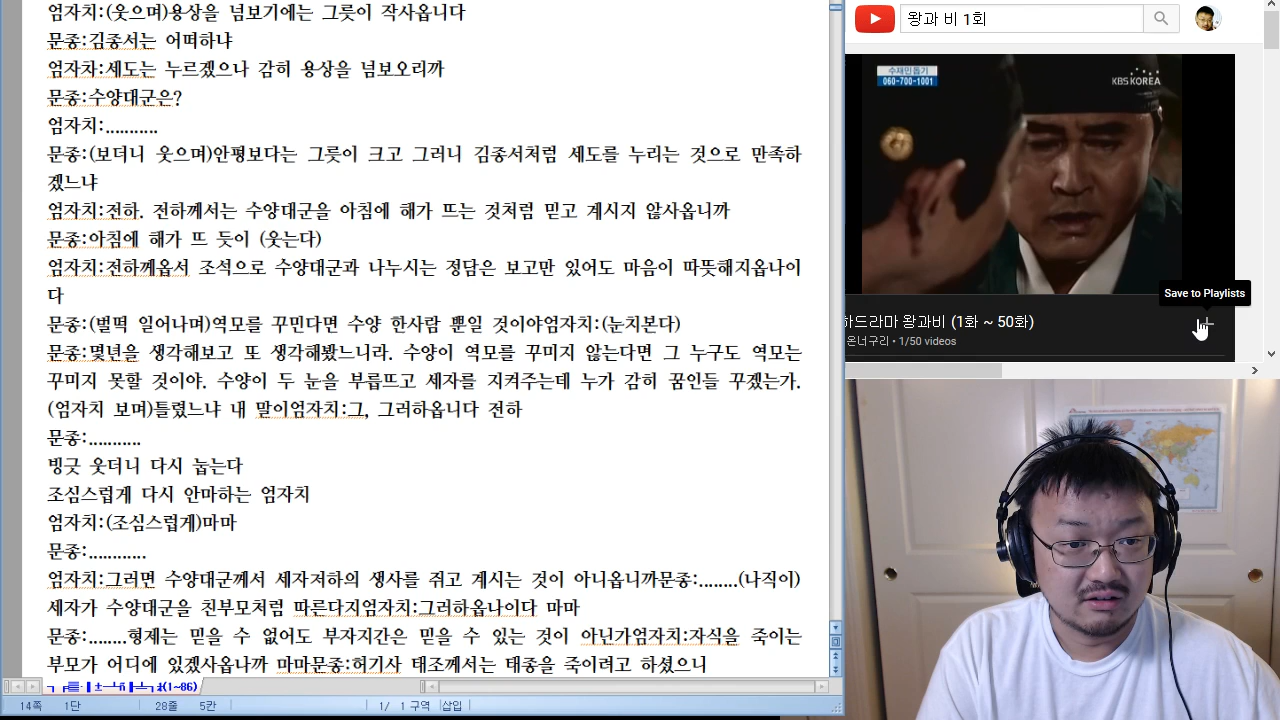 엄자치:(웃으며)용상을 넘보기에는 그릇이 작사옵니다
문종:김종서는 어떠하냐
엄자차:세도는 누르겠으나 감히 용상을 넘보오리까
문종:수양대군은?
엄자치:...........
문종:(보더니 웃으며)안평보다는 그릇이 크고 그러니 김종서처럼 세도를 누리는 것으로 만족하
겠느냐
엄자치:전하. 전하께서는 수양대군을 아침에 해가 뜨는 것처럼 믿고 계시지 않사옵니까
문종:아침에 해가 뜨 듯이 (웃는다)
엄자치:전하께옵서 조석으로 수양대군과 나누시는 정담은 보고만 있어도 마음이 따뜻해지옵나이
다
문종:(벌떡 일어나며)역모를 꾸민다면 수양 한사람 뿐일 것이야엄자치:(눈치본다)
문종:몇년을 생각해보고 또 생각해봤느니라. 수양이 역모를 꾸미지 않는다면 그 누구도 역모는
꾸미지 못할 것이야. 수양이 두 눈을 부릅뜨고 세자를 지켜주는데 누가 감히 꿈인들 꾸겠는가.
(엄자치 보며)틀렸느냐 내 말이엄자치:그, 그러하옵니다 전하
문종:...........
빙긋 웃더니 다시 눕는다
조심스럽게 다시 안마하는 엄자치
엄자치:(조심스럽게)마마
문종:............
엄자치:그러면 수양대군께서 세자저하의 생사를 쥐고 계시는 것이 아니옵니까문종:........(나직이)
세자가 수양대군을 친부모처럼 따른다지엄자치:그러하옵나이다 마마
문종:........형제는 믿을 수 없어도 부자지간은 믿을 수 있는 것이 아닌가엄자치:자식을 죽이는
부모가 어디에 있겠사옵나까 마마문종:허기사 태조께서는 태종을 죽이려고 하셨으니
(1~86)
14쪽 1단 28줄 5칸 1/ 1 구역 삽입
왕과 비 1회
수재민돕기
060-700-1001
KBS KOREA
Save to Playlists
하드라마 왕과비 (1화 ~ 50화)
온너구리 • 1/50 videos